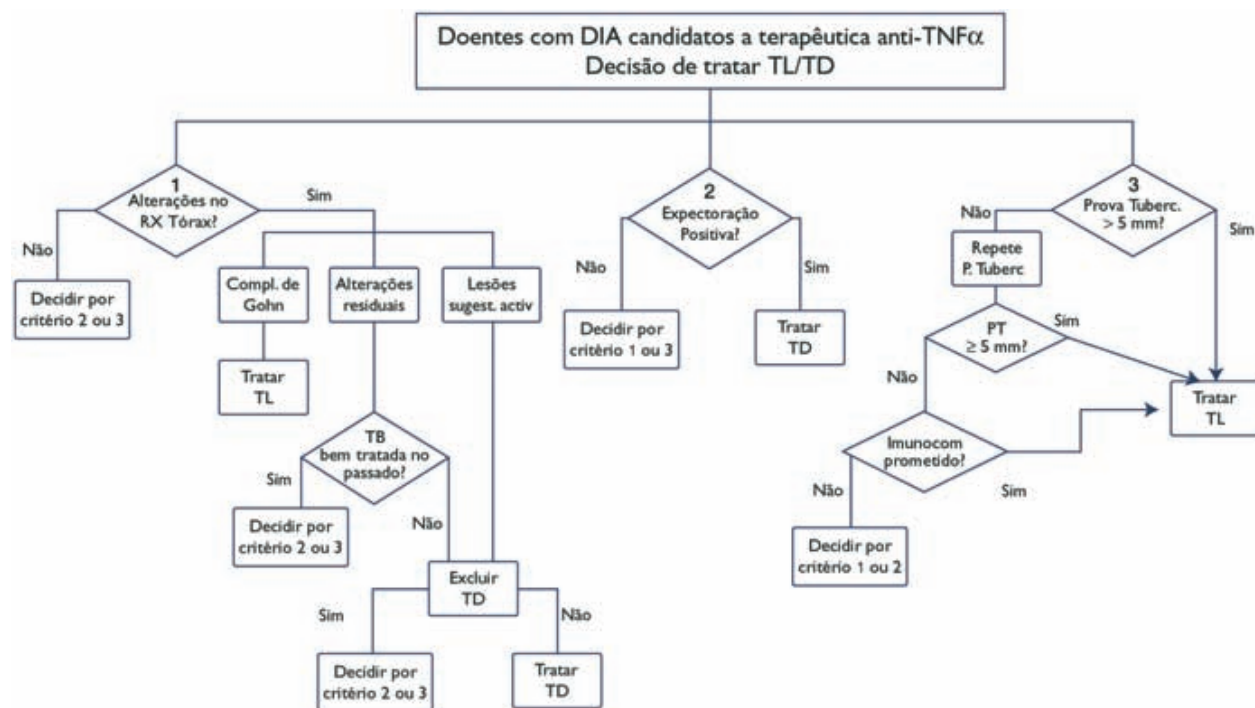 Doentes com DIA candidatos a terapêutica anti-TNFα
Decisão de tratar TL/TD
1
Alterações no
RX Tórax?
Sim
Não
Decidir por
critério 2 ou 3
Compl. de
Gohn
Alterações
residuais
Lesões
sugest. activ
Tratar
TL
TB
bem tratada no
passado?
Sim
Não
Decidir por
critério 2 ou 3
Excluir
TD
Sim
Não
Decidir por
critério 2 ou 3
Tratar
TD
2
Expectoração
Positiva?
Não
Sim
Decidir por
critério 1 ou 3
Tratar
TD
3
Prova Tuberc.
> 5 mm?
Não
Sim
Repete
P. Tuberc
PT
≥ 5 mm?
Sim
Não
Tratar
TL
Imunocom
prometido?
Não
Sim
Decidir por
critério 1 ou 2